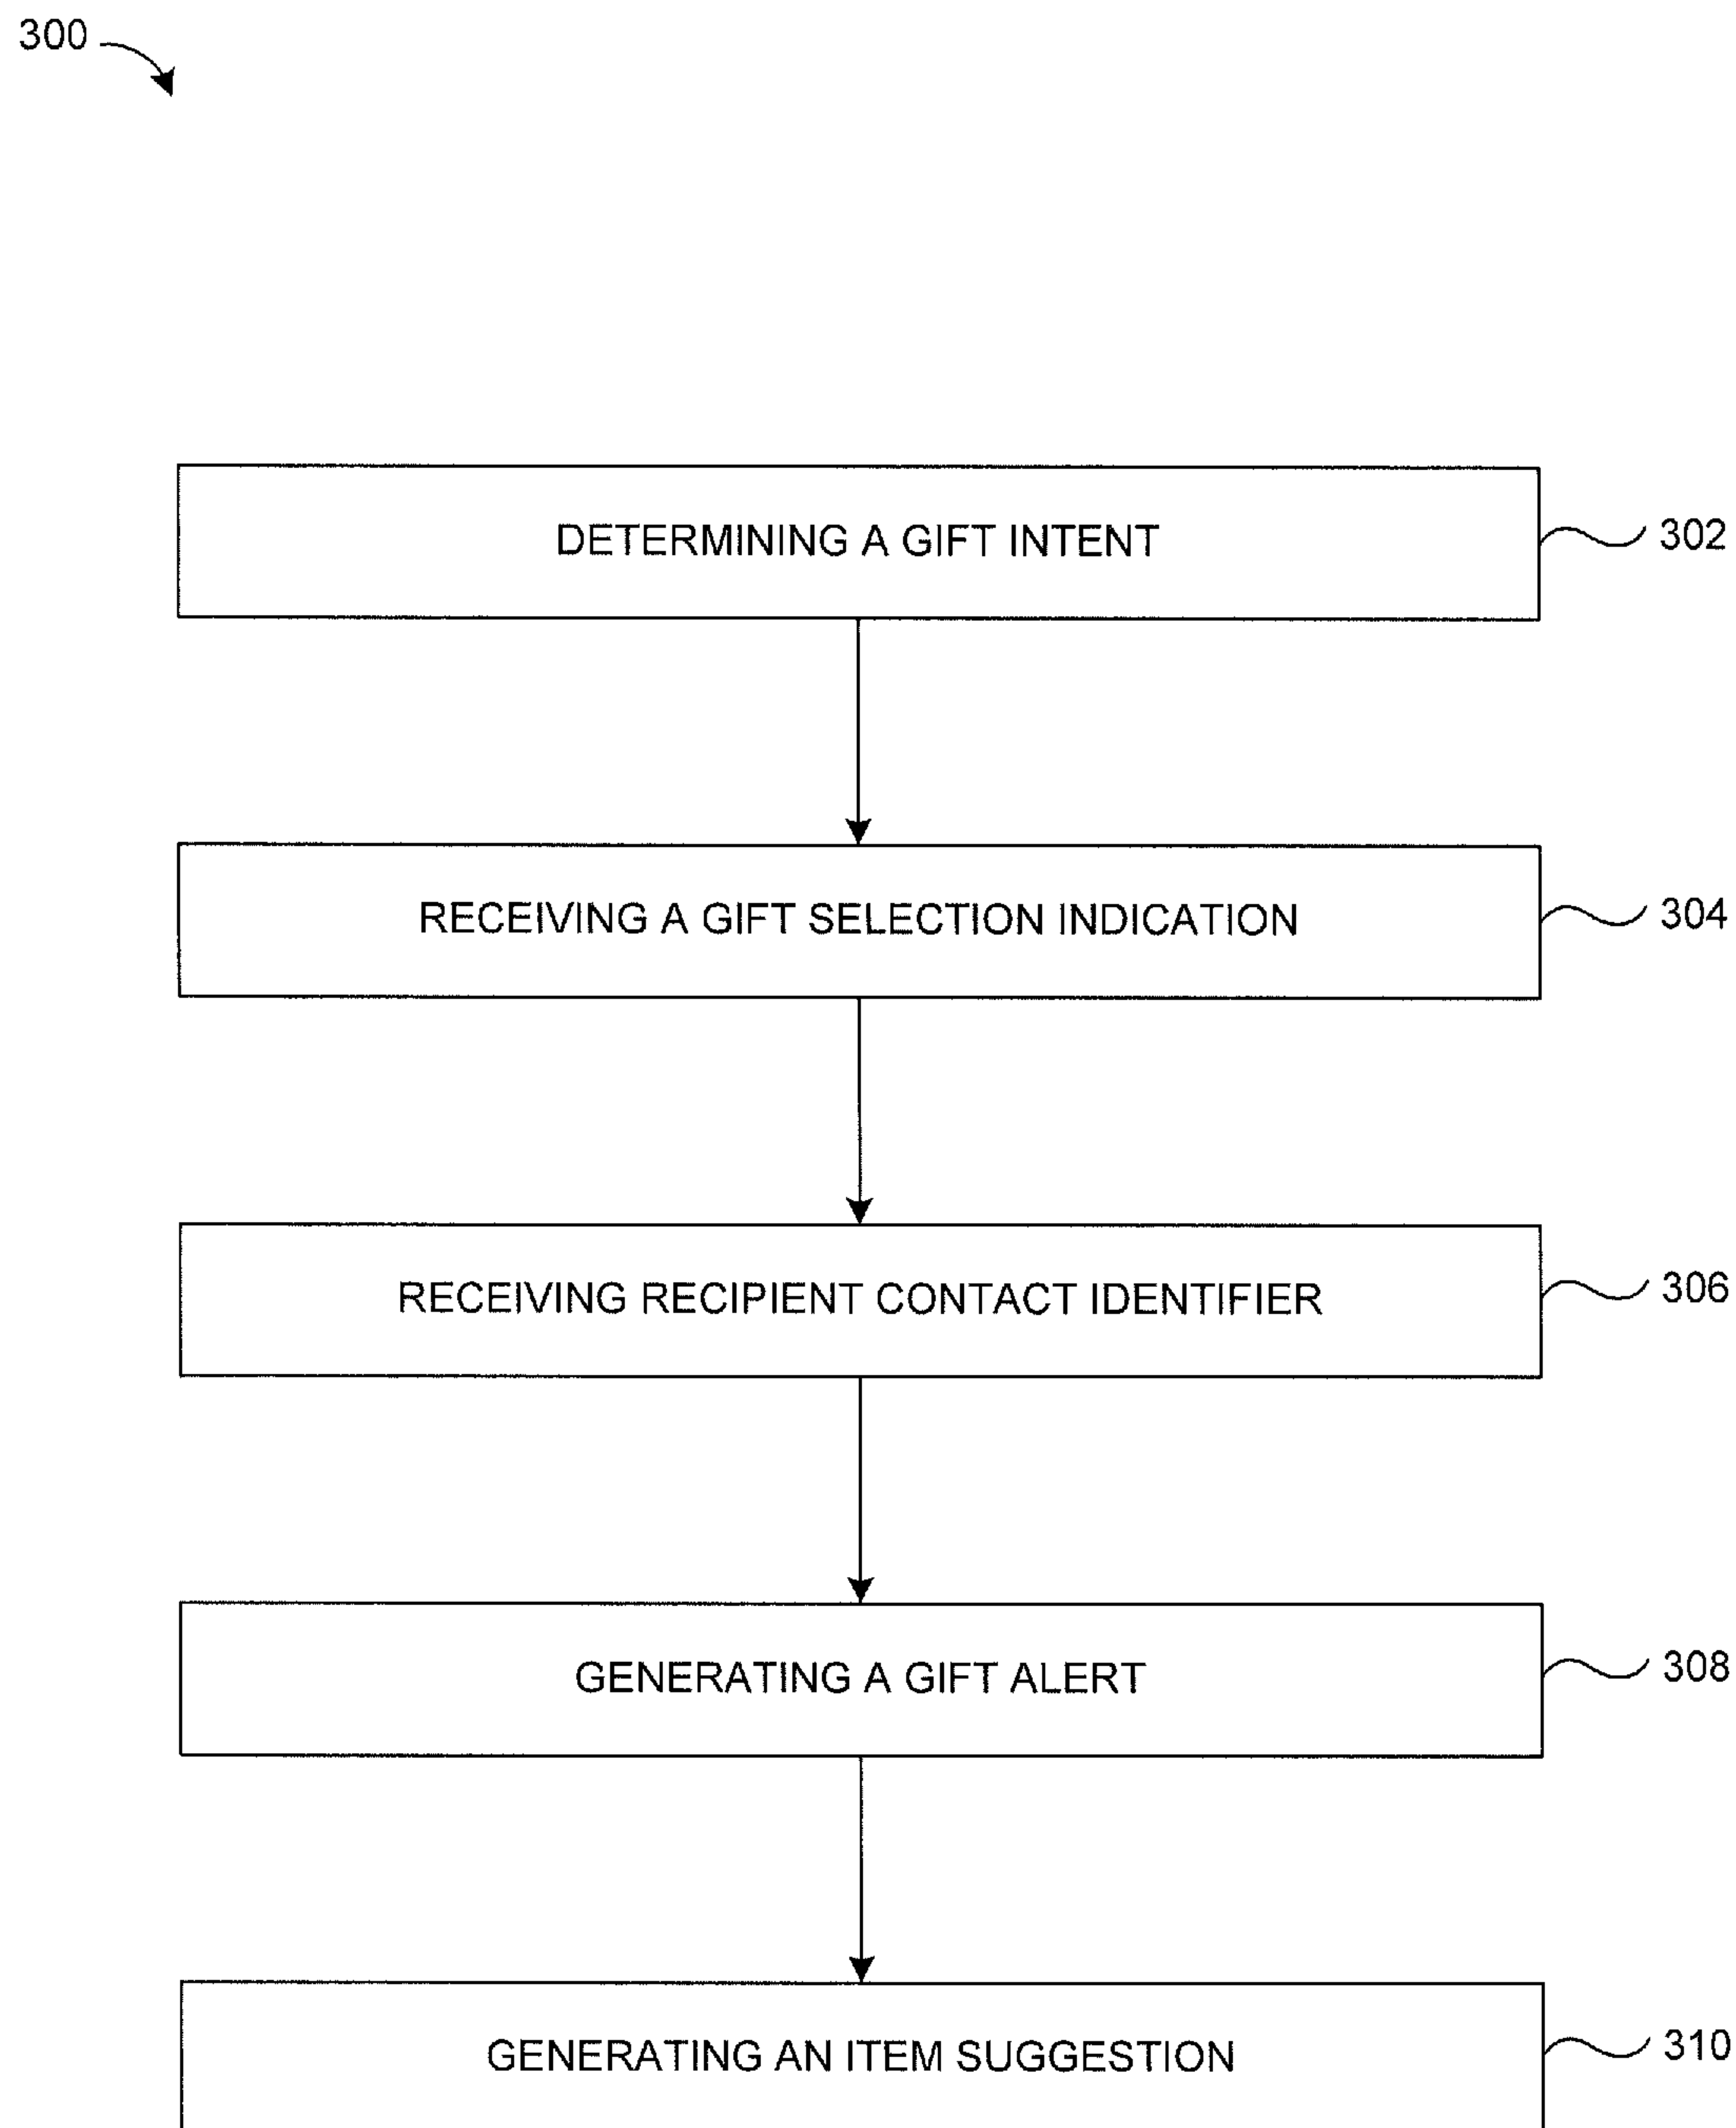 300
DETERMINING A GIFT INTENT
302
RECEIVING A GIFT SELECTION INDICATION
304
RECEIVING RECIPIENT CONTACT IDENTIFIER
306
GENERATING A GIFT ALERT
308
GENERATING AN ITEM SUGGESTION
310